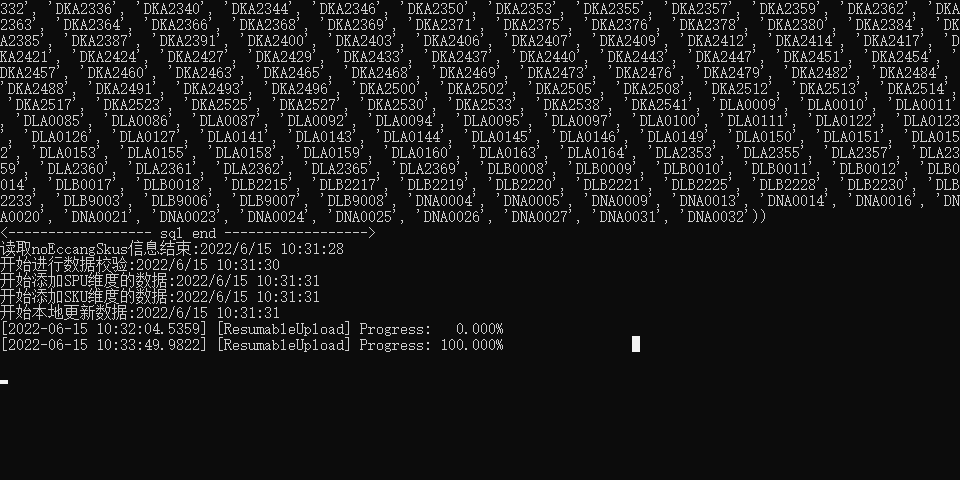 332', 'DKA2336', 'DKA2340', 'DKA2344', 'DKA2346', 'DKA2350', 'DKA2353', 'DKA2355', 'DKA2357', 'DKA2359', 'DKA2362', 'DKA
2363', 'DKA2364', 'DKA2366', 'DKA2368', 'DKA2369', 'DKA2371', 'DKA2375', 'DKA2376', 'DKA2378', 'DKA2380', 'DKA2384', 'DK
A2385', 'DKA2387', 'DKA2391', 'DKA2400', 'DKA2403', 'DKA2406', 'DKA2407', 'DKA2409', 'DKA2412', 'DKA2414', 'DKA2417', 'D
KA2421', 'DKA2424', 'DKA2427', 'DKA2429', 'DKA2433', 'DKA2437', 'DKA2440', 'DKA2443', 'DKA2447', 'DKA2451', 'DKA2454', '
DKA2457', 'DKA2460', 'DKA2463', 'DKA2465', 'DKA2468', 'DKA2469', 'DKA2473', 'DKA2476', 'DKA2479', 'DKA2482', 'DKA2484',
'DKA2488', 'DKA2491', 'DKA2493', 'DKA2496', 'DKA2500', 'DKA2502', 'DKA2505', 'DKA2508', 'DKA2512', 'DKA2513', 'DKA2514',
'DKA2517', 'DKA2523', 'DKA2525', 'DKA2527', 'DKA2530', 'DKA2533', 'DKA2538', 'DKA2541', 'DLA0009', 'DLA0010', 'DLA0011'
, 'DLA0085', 'DLA0086', 'DLA0087', 'DLA0092', 'DLA0094', 'DLA0095', 'DLA0097', 'DLA0100', 'DLA0111', 'DLA0122', 'DLA0123
', 'DLA0126', 'DLA0127', 'DLA0141', 'DLA0143', 'DLA0144', 'DLA0145', 'DLA0146', 'DLA0149', 'DLA0150', 'DLA0151', 'DLA015
2', 'DLA0153', 'DLA0155', 'DLA0158', 'DLA0159', 'DLA0160', 'DLA0163', 'DLA0164', 'DLA2353', 'DLA2355', 'DLA2357', 'DLA23
59', 'DLA2360', 'DLA2361', 'DLA2362', 'DLA2365', 'DLA2369', 'DLB0008', 'DLB0009', 'DLB0010', 'DLB0011', 'DLB0012', 'DLB0
014', 'DLB0017', 'DLB0018', 'DLB2215', 'DLB2217', 'DLB2219', 'DLB2220', 'DLB2221', 'DLB2225', 'DLB2228', 'DLB2230', 'DLB
2233', 'DLB9003', 'DLB9006', 'DLB9007', 'DLB9008', 'DNA0004', 'DNA0005', 'DNA0009', 'DNA0013', 'DNA0014', 'DNA0016', 'DN
A0020', 'DNA0021', 'DNA0023', 'DNA0024', 'DNA0025', 'DNA0026', 'DNA0027', 'DNA0031', 'DNA0032'))
<------------------ sql end ------------------>
读取noEccangSkus信息结束:2022/6/15 10:31:28
开始进行数据校验:2022/6/15 10:31:30
开始添加SPU维度的数据:2022/6/15 10:31:31
开始添加SKU维度的数据:2022/6/15 10:31:31
开始本地更新数据:2022/6/15 10:31:31
[2022-06-15 10:32:04.5359] [ResumableUpload] Progress:   0.000%
[2022-06-15 10:33:49.9822] [ResumableUpload] Progress: 100.000%